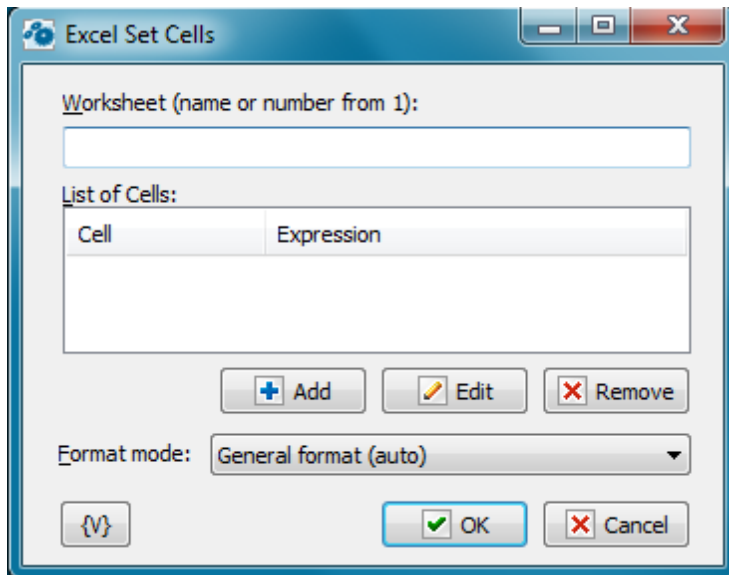 Excel Set Cells
Worksheet (name or number from 1):
List of Cells:
Cell Expression
Add Edit Remove
Format mode: General format (auto)
{V} OK Cancel